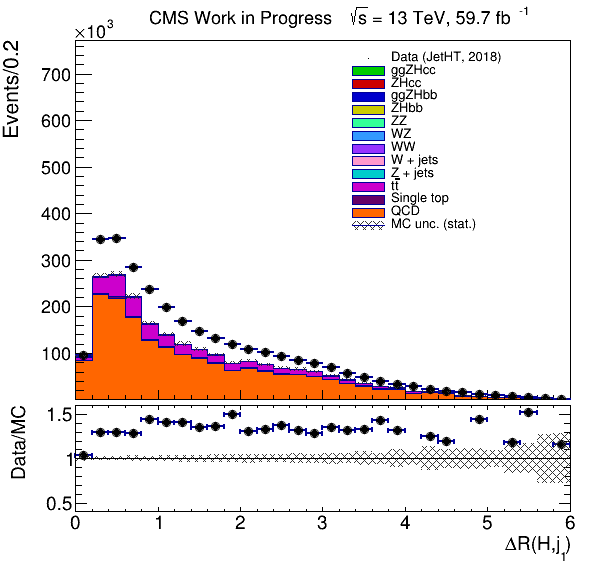 CMS Work in Progress √s = 13 TeV, 59.7 fb⁻¹
×10³
Events/0.2
700
600
500
400
300
200
100
Data (JetHT, 2018)
ggZHcc
ZHcc
ggZHbb
ZHbb
ZZ
WZ
WW
W + jets
Z + jets
tt̅
Single top
QCD
MC unc. (stat.)
Data/MC
1.5
1
0.5
0 1 2 3 4 5 6
ΔR(H,j₁)